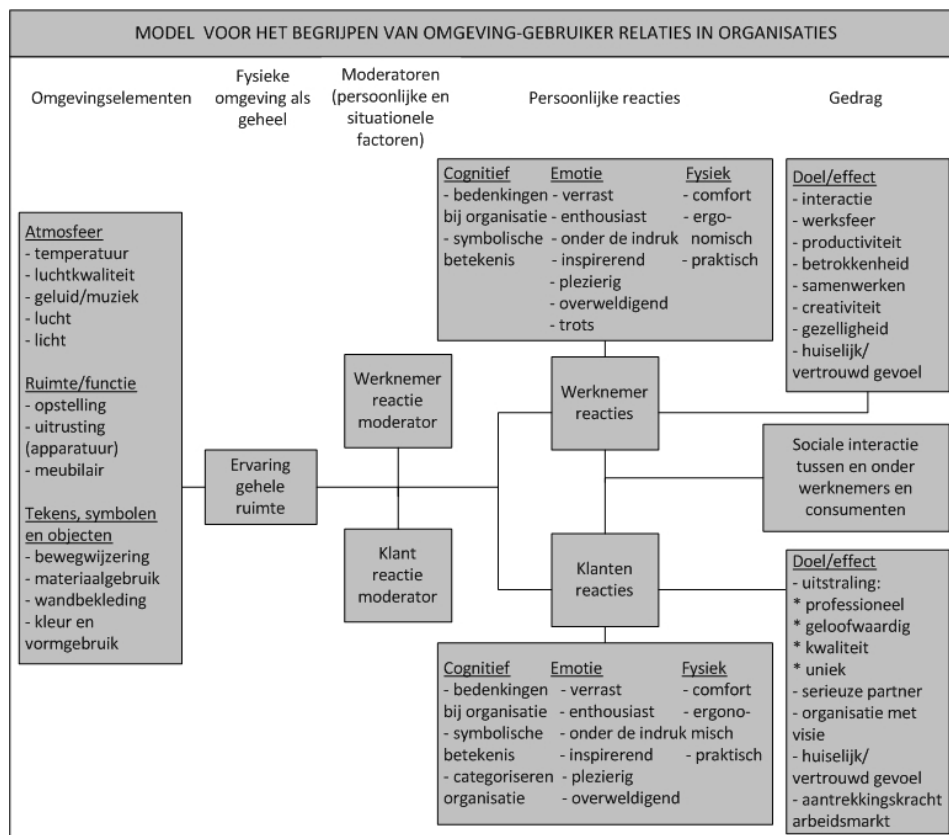 MODEL VOOR HET BEGRIJPEN VAN OMGEVING-GEBRUIKER RELATIES IN ORGANISATIES
Omgevingselementen
Fysieke
omgeving als
geheel
Moderatoren
(persoonlijke en
situationele
factoren)
Persoonlijke reacties
Gedrag
Atmosfeer
- temperatuur
- luchtkwaliteit
- geluid/muziek
- lucht
- licht
Ruimte/functie
- opstelling
- uitrusting
(apparatuur)
- meubilair
Tekens, symbolen
en objecten
- bewegwijzering
- materiaalgebruik
- wandbekleding
- kleur en
vormgebruik
Ervaring
gehele
ruimte
Werknemer
reactie
moderator
Klant
reactie
moderator
Cognitief
- bedenkingen
bij organisatie
- symbolische
betekenis
Emotie
- verrast
- enthousiast
- onder de indruk
- inspirerend
- plezierig
- overweldigend
- trots
Fysiek
- comfort
- ergo-
nomisch
- praktisch
Werknemer
reacties
Klanten
reacties
Cognitief
- bedenkingen
bij organisatie
- symbolische
betekenis
- categoriseren
organisatie
Emotie
- verrast
- enthousiast
- onder de indruk
- inspirerend
- plezierig
- overweldigend
Fysiek
- comfort
- ergono-
misch
- praktisch
Doel/effect
- interactie
- werksfeer
- productiviteit
- betrokkenheid
- samenwerken
- creativiteit
- gezelligheid
- huiselijk/
vertrouwd gevoel
Sociale interactie
tussen en onder
werknemers en
consumenten
Doel/effect
- uitstraling:
* professioneel
* geloofwaardig
* kwaliteit
* uniek
- serieuze partner
- organisatie met
visie
- huiselijk/
vertrouwd gevoel
- aantrekkingskracht
arbeidsmarkt